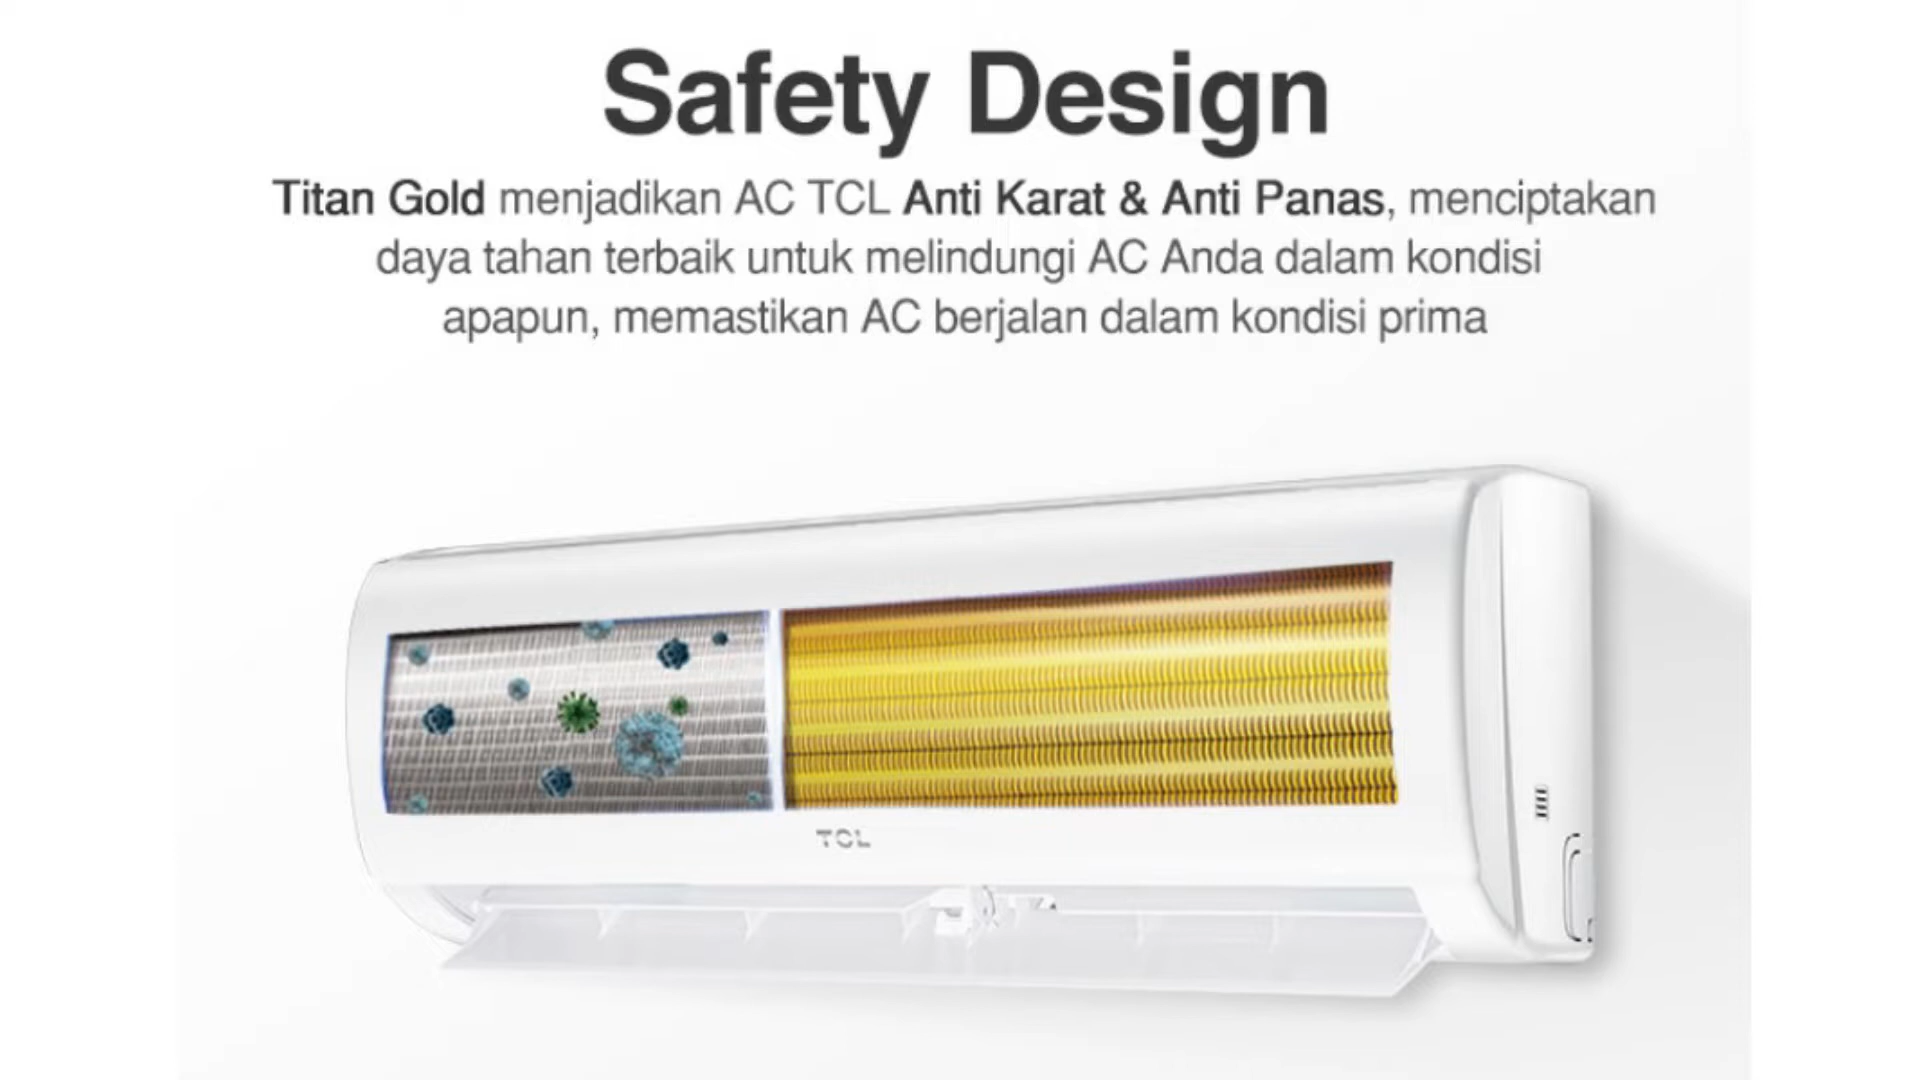 Safety Design
Titan Gold menjadikan AC TCL Anti Karat & Anti Panas, menciptakan
daya tahan terbaik untuk melindungi AC Anda dalam kondisi
apapun, memastikan AC berjalan dalam kondisi prima
TCL